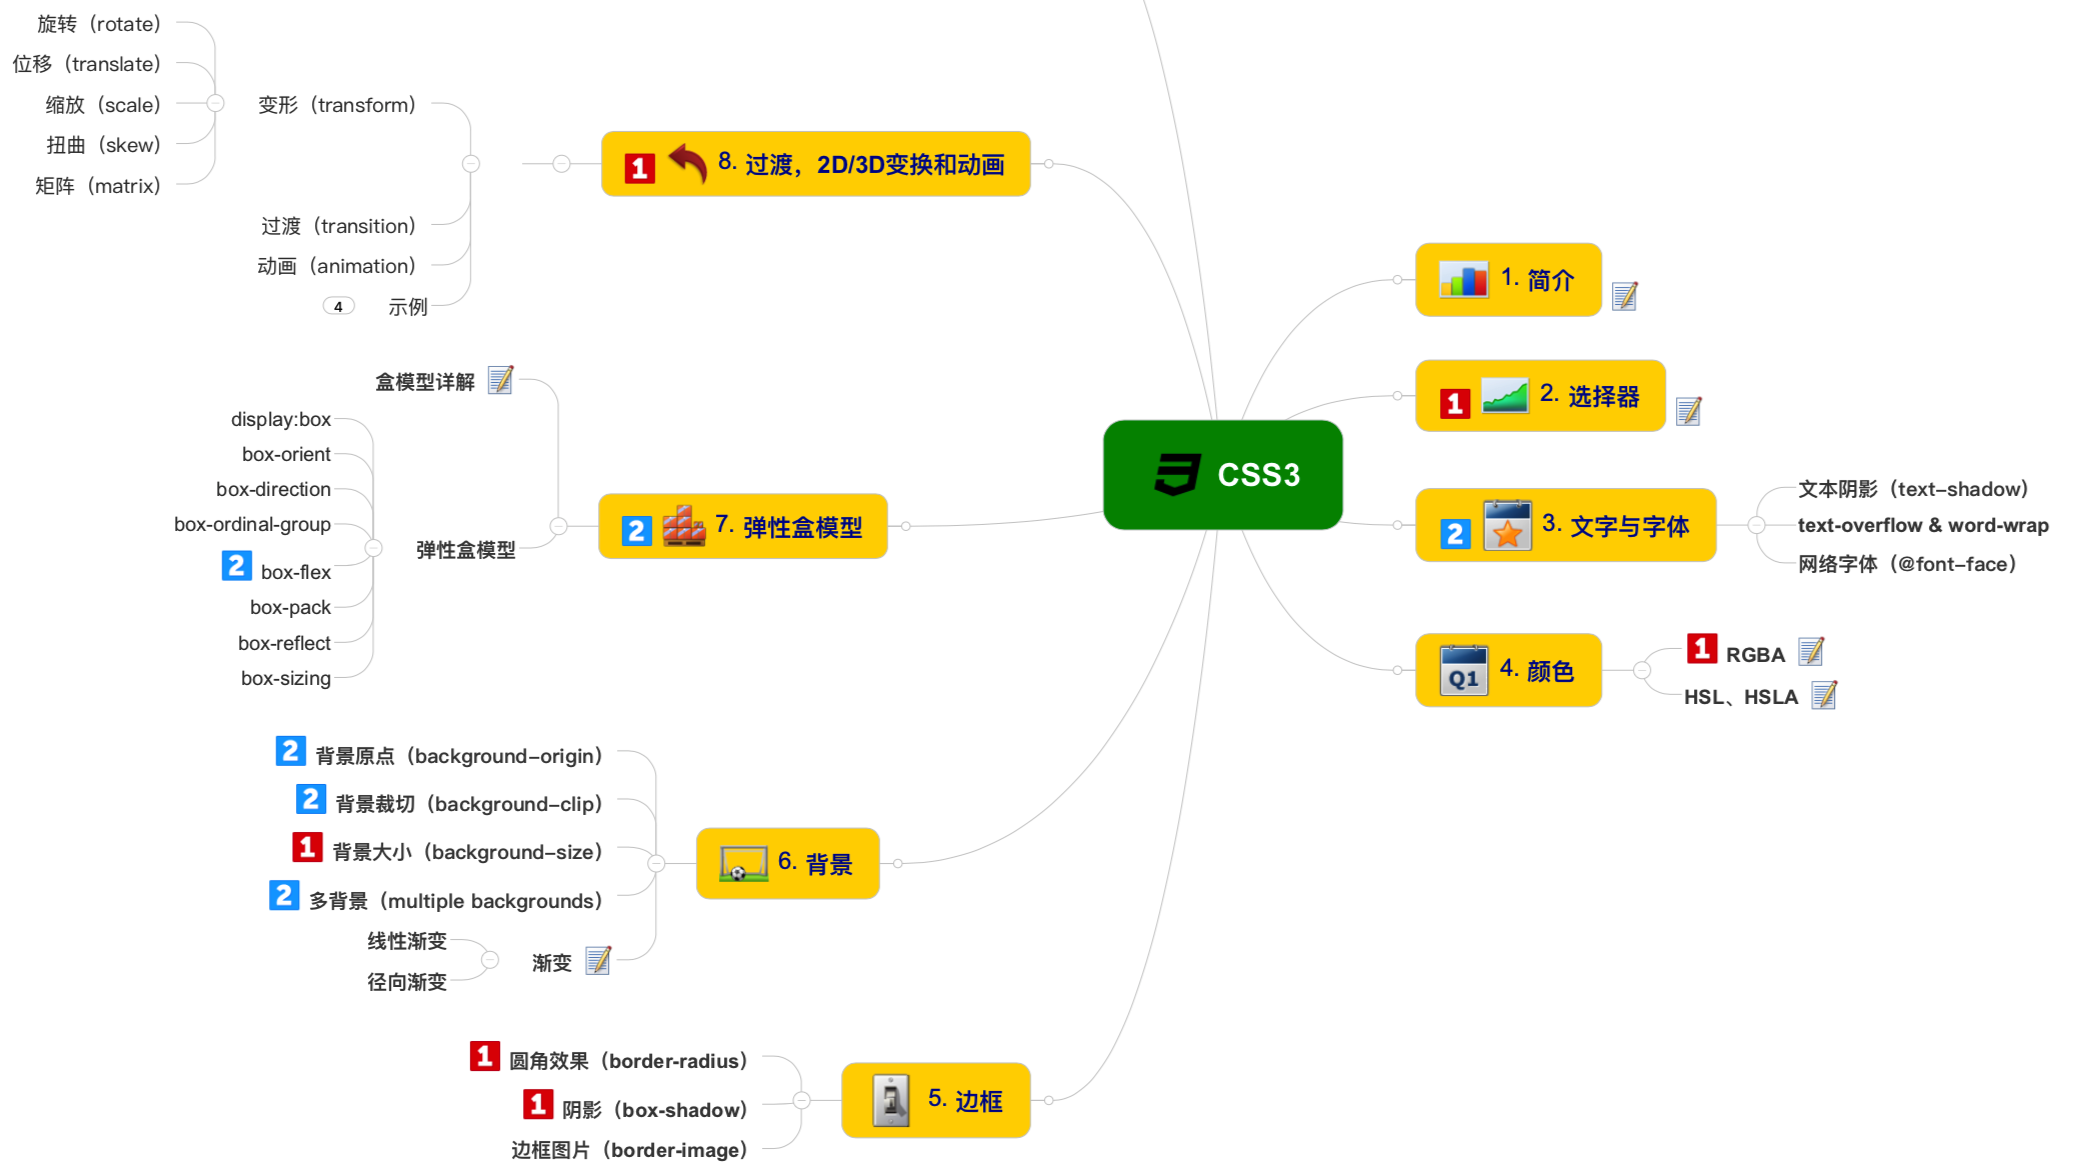 CSS3
1. 简介
1
2. 选择器
2
3. 文字与字体
文本阴影（text-shadow）
text-overflow & word-wrap
网络字体（@font-face）
Q1
4. 颜色
1
RGBA
HSL、HSLA
5. 边框
1
圆角效果（border-radius）
1
阴影（box-shadow）
边框图片（border-image）
6. 背景
2
背景原点（background-origin）
2
背景裁切（background-clip）
1
背景大小（background-size）
2
多背景（multiple backgrounds）
渐变
线性渐变
径向渐变
2
7. 弹性盒模型
盒模型详解
弹性盒模型
display:box
box-orient
box-direction
box-ordinal-group
2
box-flex
box-pack
box-reflect
box-sizing
1
8. 过渡，2D/3D变换和动画
变形（transform）
旋转（rotate）
位移（translate）
缩放（scale）
扭曲（skew）
矩阵（matrix）
过渡（transition）
动画（animation）
示例
4